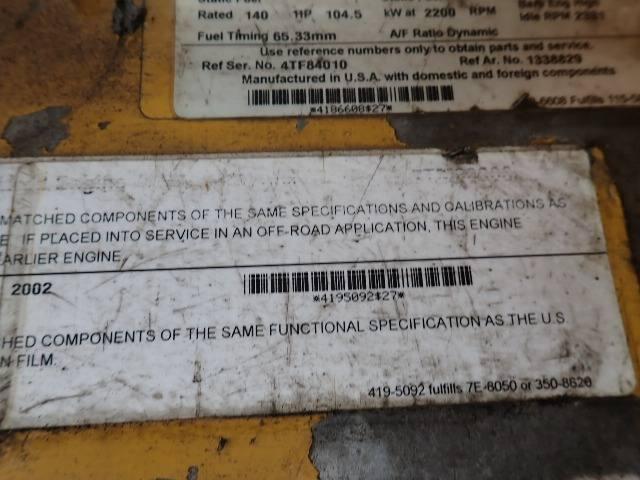 Rated 140 HP 104.5 kW at 2200 RPM
Fuel Timing 65.33mm A/F Ratio Dynamic
Use reference numbers only to obtain parts and service.
Ref Ser. No. 4TF84010 Ref Ar. No. 1338829
Manufactured in U.S.A. with domestic and foreign components
*4186608$27*
MATCHED COMPONENTS OF THE SAME SPECIFICATIONS AND CALIBRATIONS AS
IF PLACED INTO SERVICE IN AN OFF-ROAD APPLICATION, THIS ENGINE
EARLIER ENGINE.
2002
*4195092$27*
HED COMPONENTS OF THE SAME FUNCTIONAL SPECIFICATION AS THE U.S.
N FILM.
419-5092 fulfills 7E-6050 or 350-8620